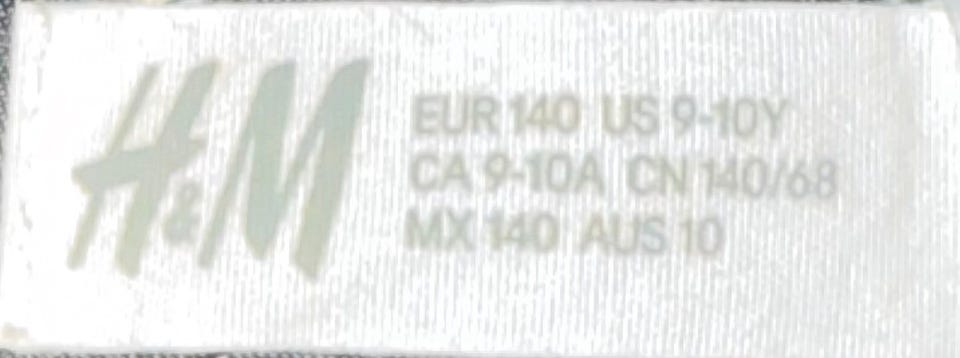 H&M
EUR 140 US 9-10Y
CA 9-10A CN 140/68
MX 140 AUS 10